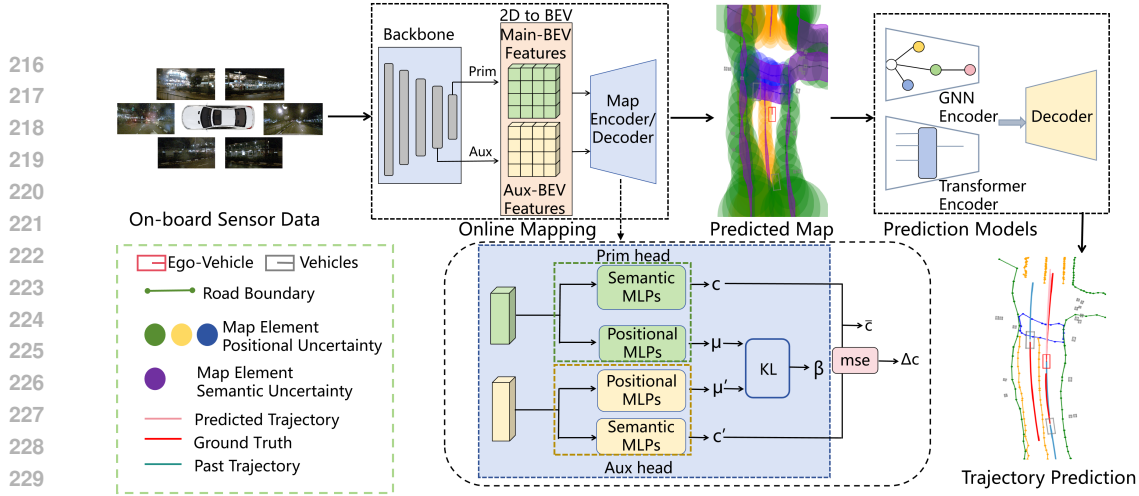 216
217
218
219
220
221
222
223
224
225
226
227
228
229
On-board Sensor Data
Backbone
Prim
Aux
2D to BEV
Main-BEV
Features
Aux-BEV
Features
Map
Encoder/
Decoder
Online Mapping
Predicted Map
GNN
Encoder
Transformer
Encoder
Decoder
Prediction Models
Ego-Vehicle
Vehicles
Road Boundary
Map Element
Positional Uncertainty
Map Element
Semantic Uncertainty
Predicted Trajectory
Ground Truth
Past Trajectory
Prim head
Semantic
MLPs
c
Positional
MLPs
μ
Positional
MLPs
μ′
Semantic
MLPs
c′
Aux head
KL
β
c̄
mse
Δc
Trajectory Prediction